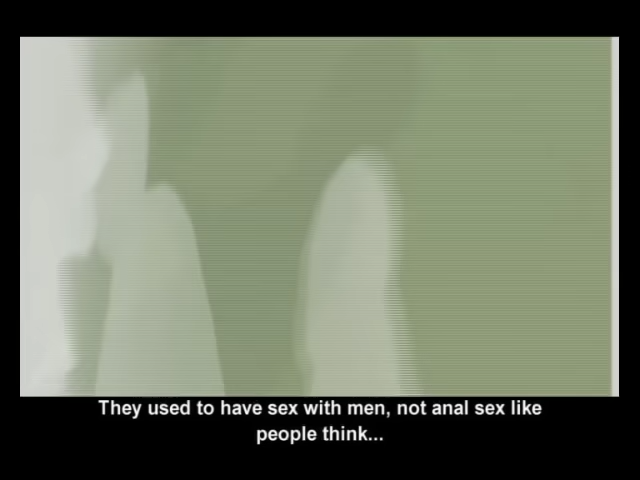 They used to have sex with men, not anal sex like
people think...